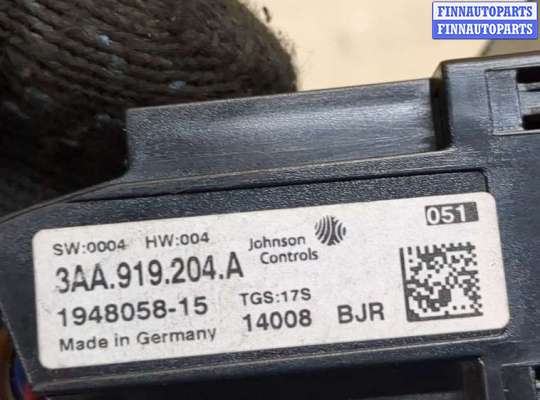 FINNAUTOPARTS
FINNAUTOPARTS
051
SW:0004 HW:004
Johnson
Controls
3AA.919.204.A
1948058-15
TGS:17S
Made in Germany
14008 BJR